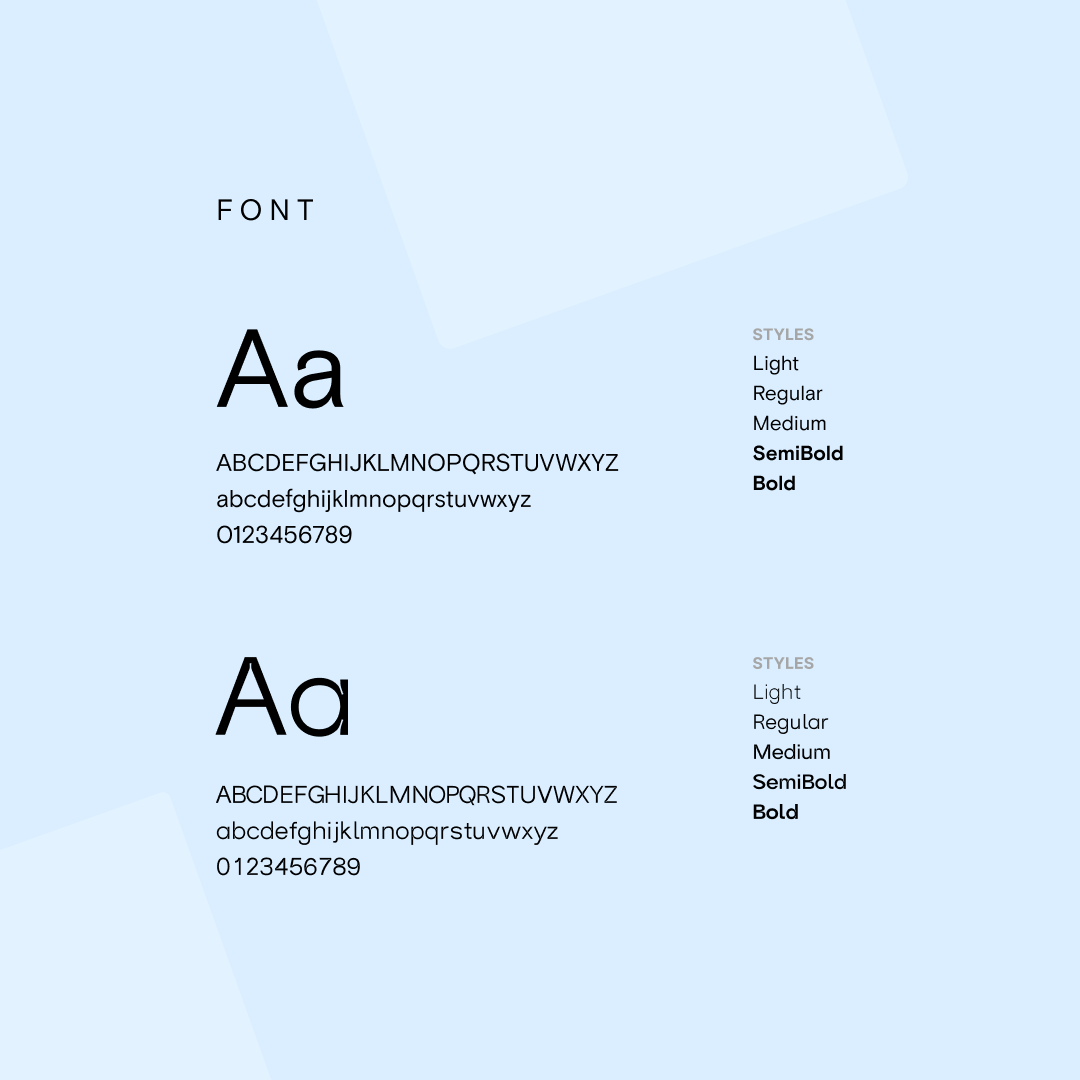 FONT
Aa
ABCDEFGHIJKLMNOPQRSTUVWXYZ
abcdefghijklmnopqrstuvwxyz
0123456789
STYLES
Light
Regular
Medium
SemiBold
Bold
Aa
ABCDEFGHIJKLMNOPQRSTUVWXYZ
abcdefghijklmnopqrstuvwxyz
0123456789
STYLES
Light
Regular
Medium
SemiBold
Bold